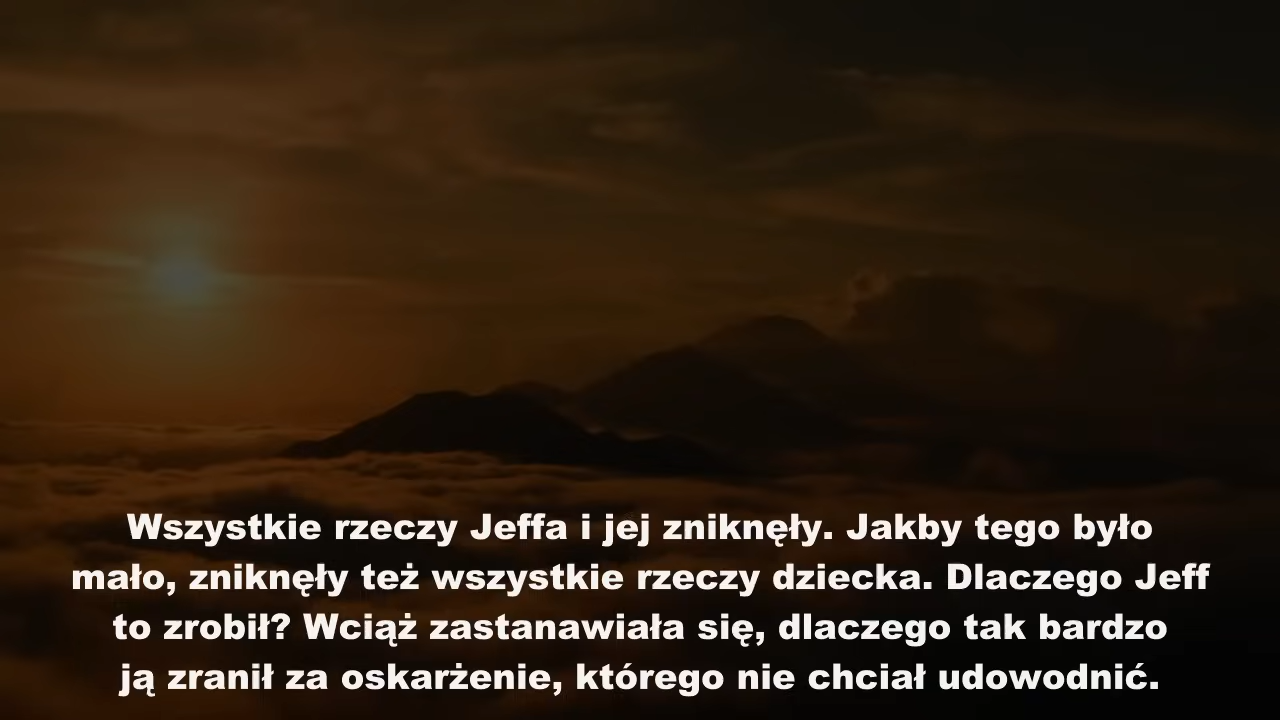 Wszystkie rzeczy Jeffa i jej zniknęły. Jakby tego było
mało, zniknęły też wszystkie rzeczy dziecka. Dlaczego Jeff
to zrobił? Wciąż zastanawiała się, dlaczego tak bardzo
ją zranił za oskarżenie, którego nie chciał udowodnić.